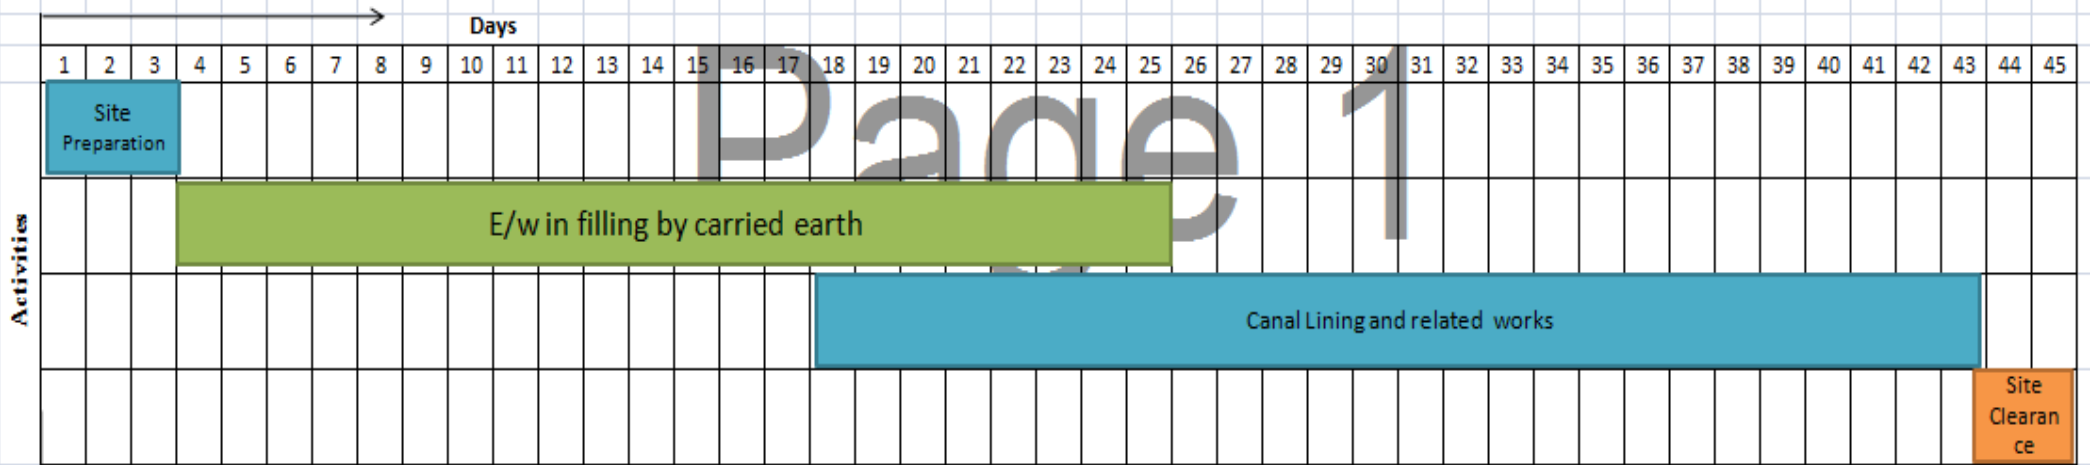 Days
1 2 3 4 5 6 7 8 9 10 11 12 13 14 15 16 17 18 19 20 21 22 23 24 25 26 27 28 29 30 31 32 33 34 35 36 37 38 39 40 41 42 43 44 45
Page 1
Activities
Site
Preparation
E/w in filling by carried earth
Canal Lining and related works
Site
Clearan
ce